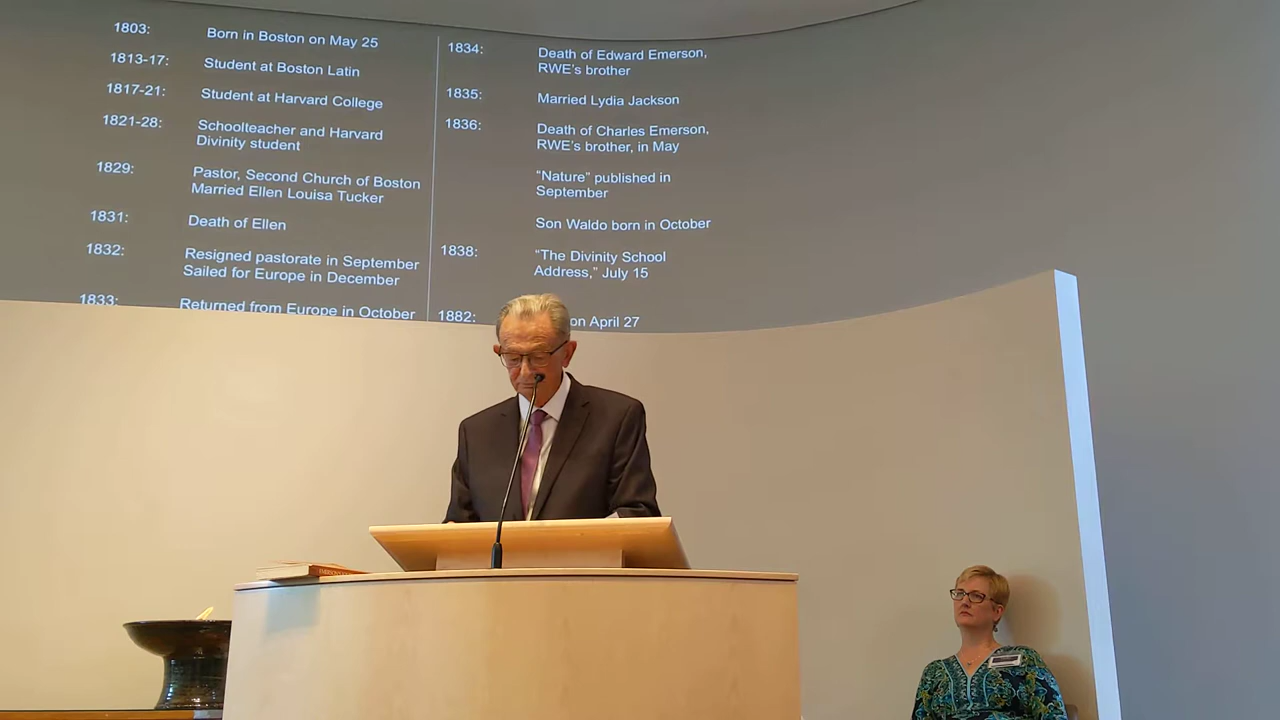 1803:
Born in Boston on May 25
1813-17:
Student at Boston Latin
1817-21:
Student at Harvard College
1821-28:
Schoolteacher and Harvard
Divinity student
1829:
Pastor, Second Church of Boston
Married Ellen Louisa Tucker
1831:
Death of Ellen
1832:
Resigned pastorate in September
Sailed for Europe in December
1833:
Returned from Europe in October
1834:
Death of Edward Emerson,
RWE's brother
1835:
Married Lydia Jackson
1836:
Death of Charles Emerson,
RWE's brother, in May
"Nature" published in
September
Son Waldo born in October
1838:
"The Divinity School
Address," July 15
1882:
on April 27